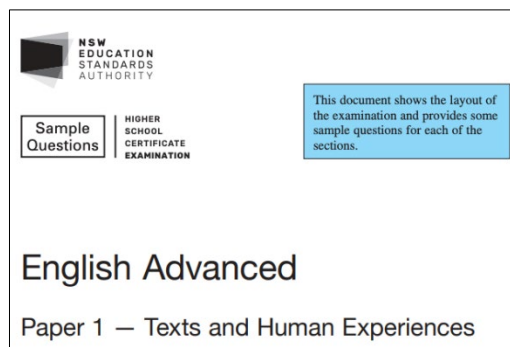 NSW
EDUCATION
STANDARDS
AUTHORITY
Sample
Questions
HIGHER
SCHOOL
CERTIFICATE
EXAMINATION
This document shows the layout of
the examination and provides some
sample questions for each of the
sections.
English Advanced
Paper 1 — Texts and Human Experiences